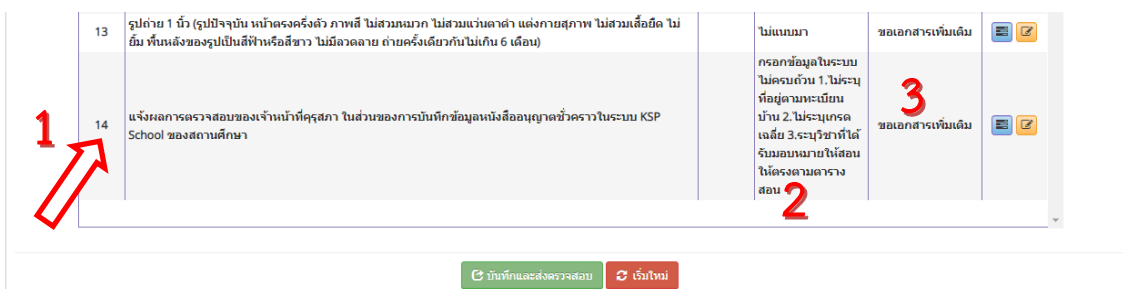 13
รูปถ่าย 1 นิ้ว (รูปปัจจุบัน หน้าตรงครึ่งตัว ภาพสี ไม่สวมหมวก ไม่สวมแว่นตาดำ แต่งกายสุภาพ ไม่สวมเสื้อยืด ไม่
ยิ้ม พื้นหลังของรูปเป็นสีฟ้าหรือสีขาว ไม่มีลวดลาย ถ่ายครั้งเดียวกันไม่เกิน 6 เดือน)
ไม่แนบมา
ขอเอกสารเพิ่มเติม
1
14
แจ้งผลการตรวจสอบของเจ้าหน้าที่คุรุสภา ในส่วนของการบันทึกข้อมูลหนังสืออนุญาตชั่วคราวในระบบ KSP
School ของสถานศึกษา
กรอกข้อมูลในระบบ
ไม่ครบถ้วน 1.ไม่ระบุ
ที่อยู่ตามทะเบียน
บ้าน 2.ไม่ระบุเกรด
เฉลี่ย 3.ระบุวิชาที่ได้
รับมอบหมายให้สอน
ให้ตรงตามตาราง
สอน
2
3
ขอเอกสารเพิ่มเติม
บันทึกและส่งตรวจสอบ
เริ่มใหม่